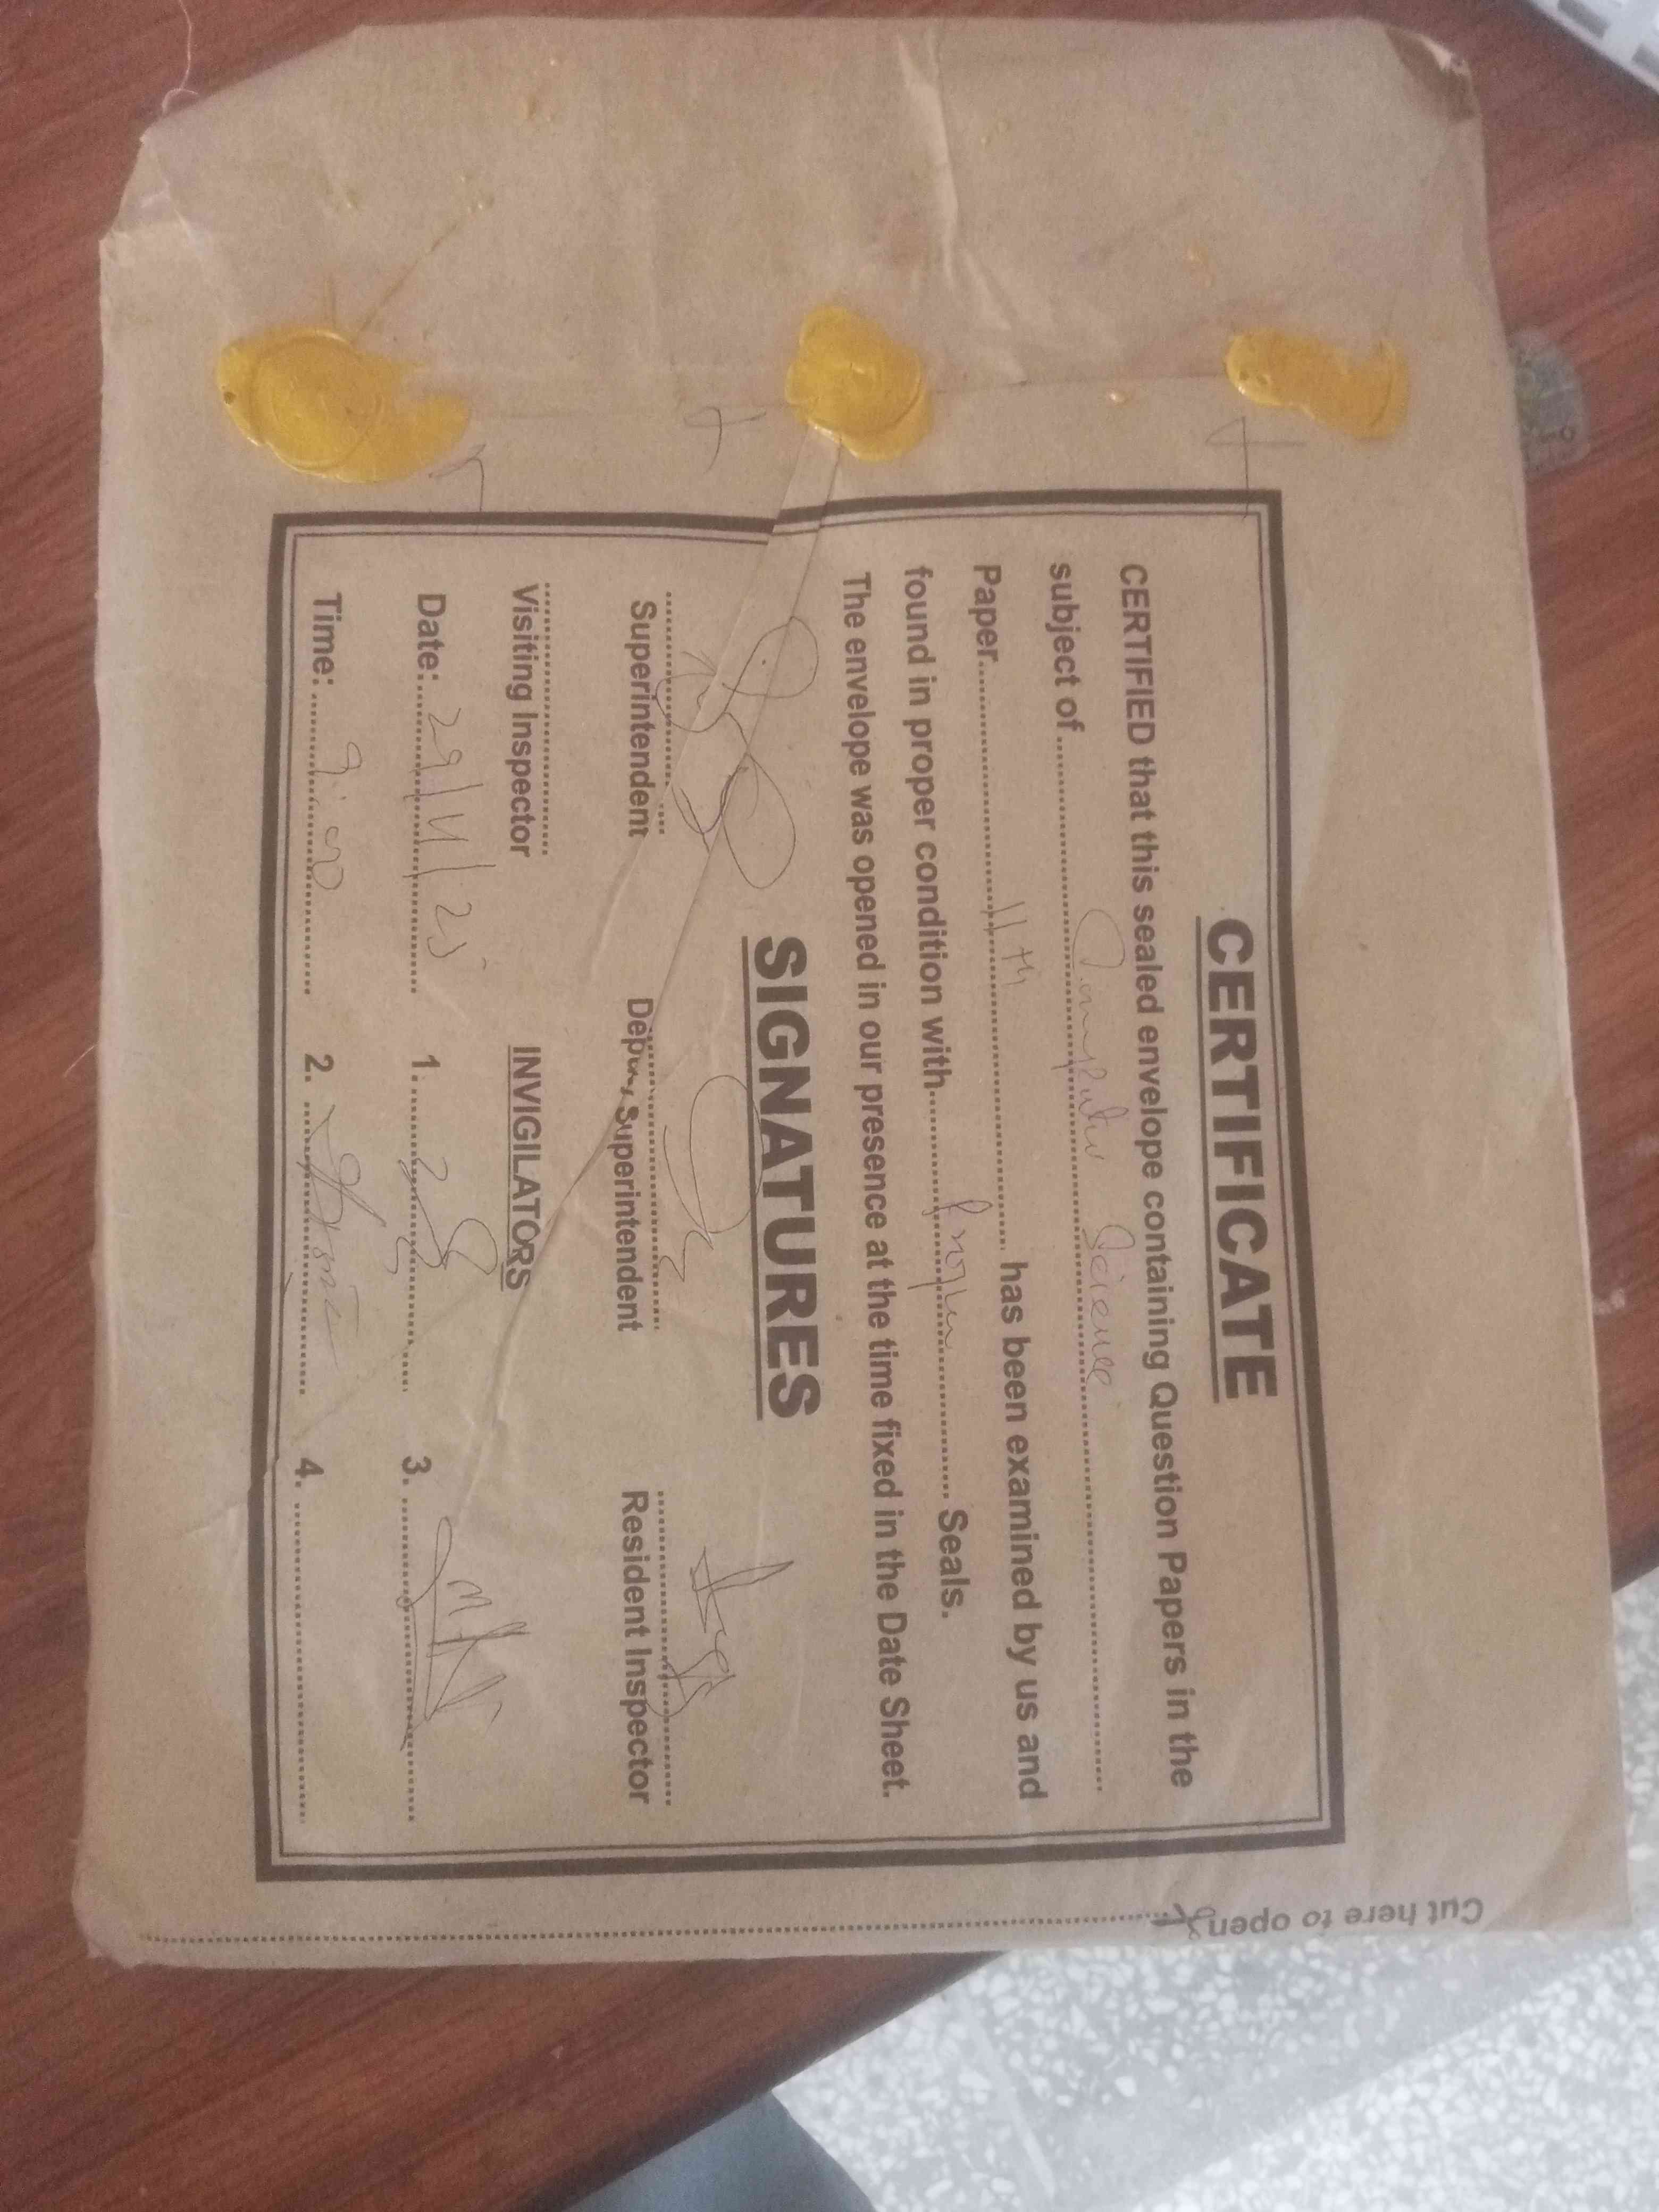 CERTIFICATE
CERTIFIED that this sealed envelope containing Question Papers in the
subject of.....Computer Science.....
Paper.....11th..... has been examined by us and
found in proper condition with.....proper..... Seals.
The envelope was opened in our presence at the time fixed in the Date Sheet.
SIGNATURES
Superintendent Deputy Superintendent Resident Inspector
Visiting Inspector INVIGILATORS
Date:.....29/4/25..... 1. ..... 3. .....
Time:.....9:00..... 2. ..... 4. .....
Cut here to open